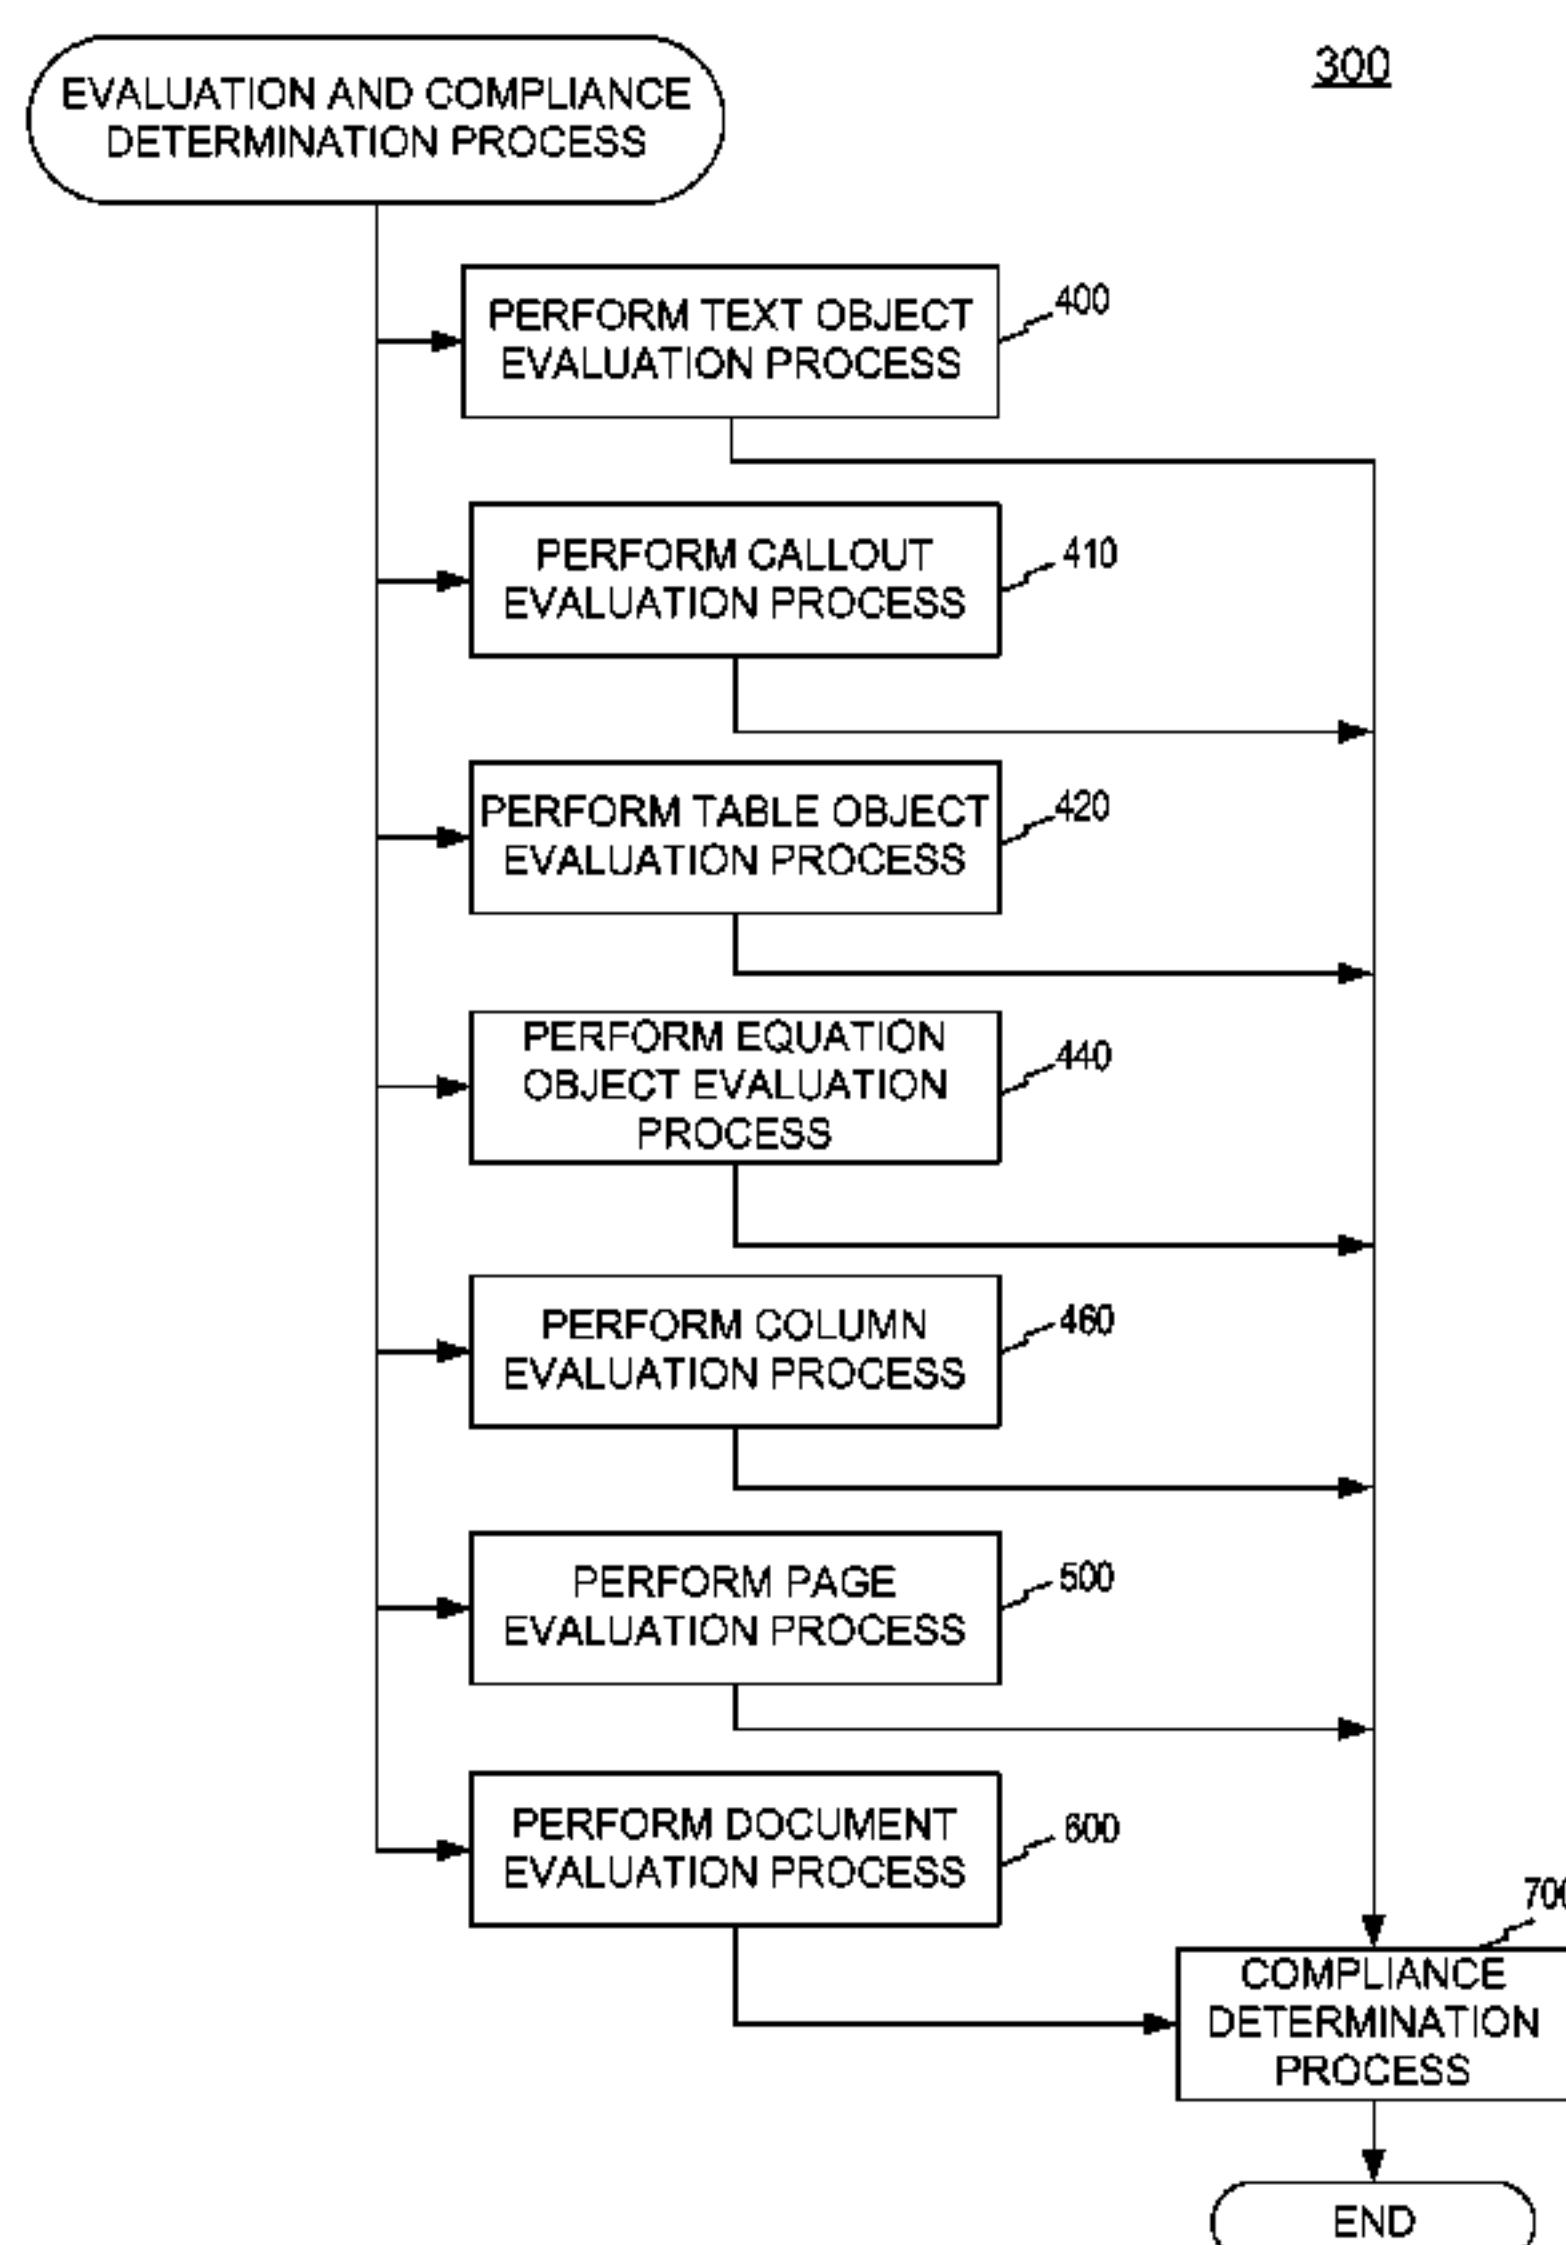 300
EVALUATION AND COMPLIANCE
DETERMINATION PROCESS
PERFORM TEXT OBJECT
EVALUATION PROCESS
400
PERFORM CALLOUT
EVALUATION PROCESS
410
PERFORM TABLE OBJECT
EVALUATION PROCESS
420
PERFORM EQUATION
OBJECT EVALUATION
PROCESS
440
PERFORM COLUMN
EVALUATION PROCESS
460
PERFORM PAGE
EVALUATION PROCESS
500
PERFORM DOCUMENT
EVALUATION PROCESS
600
700
COMPLIANCE
DETERMINATION
PROCESS
END